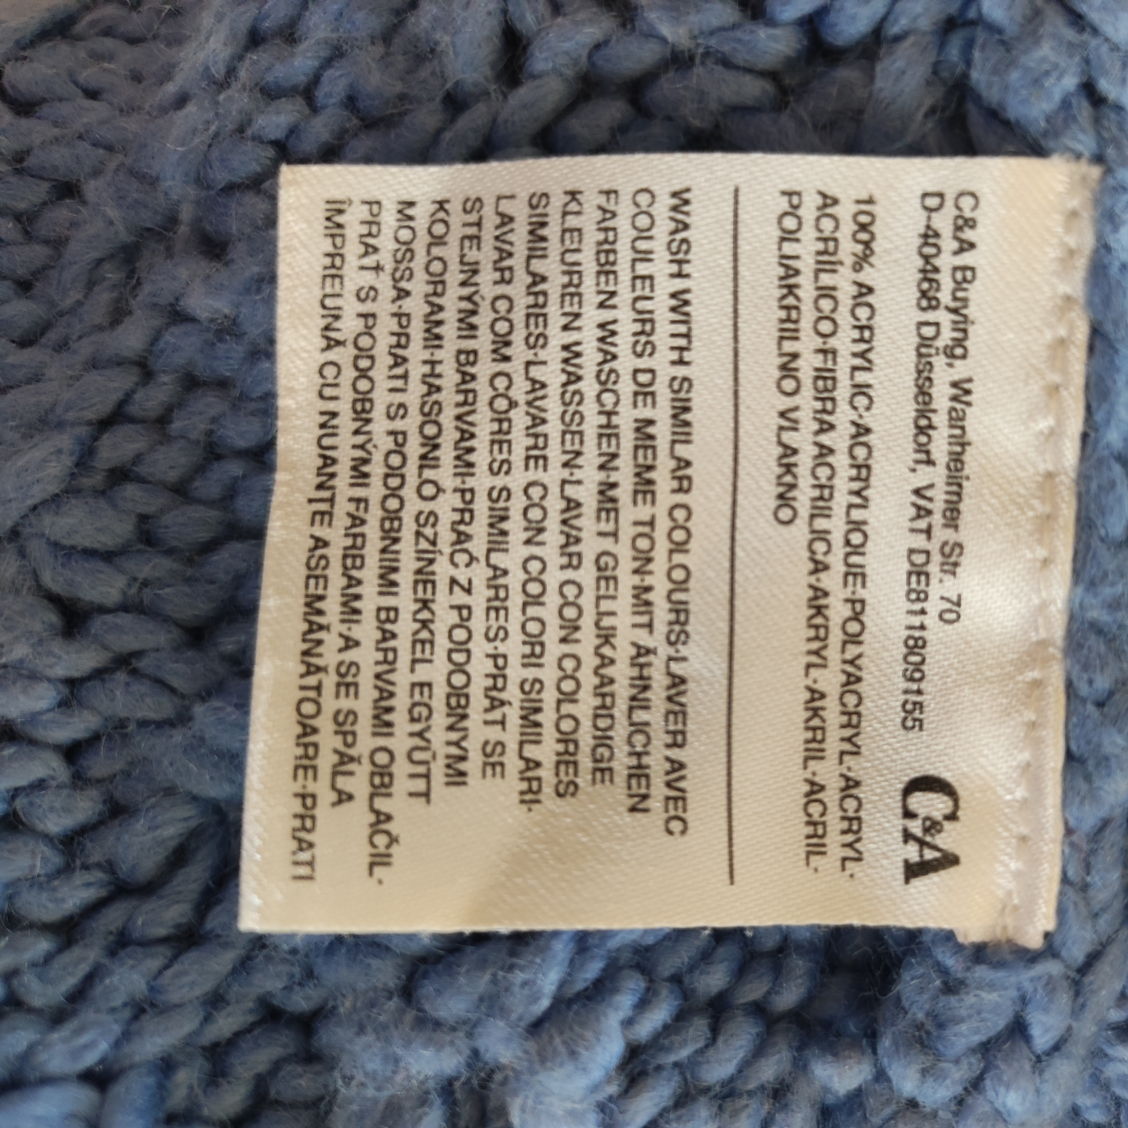 C&A Buying, Wanheimer Str. 70
D-40468 Düsseldorf, VAT DE811809155
C&A
100% ACRYLIC·ACRYLIQUE·POLYACRYL·ACRYL·
ACRÍLICO·FIBRA ACRILICA·AKRYL·AKRIL·ACRIL·
POLIAKRILNO VLAKNO
WASH WITH SIMILAR COLOURS·LAVER AVEC
COULEURS DE MEME TON·MIT ÄHNLICHEN
FARBEN WASCHEN·MET GELIJKAARDIGE
KLEUREN WASSEN·LAVAR CON COLORES
SIMILARES·LAVARE CON COLORI SIMILARI·
LAVAR COM CÔRES SIMILARES·PRÁT SE
STEJNÝMI BARVAMI·PRAĆ Z PODOBNYMI
KOLORAMI·HASONLÓ SZÍNEKKEL EGYÜTT
MOSSA·PRATI S PODOBNIMI BARVAMI OBLAČIL·
PRAŤ S PODOBNÝMI FARBAMI·A SE SPĂLA
ÎMPREUNĂ CU NUANŢE ASEMĂNĂTOARE·PRATI